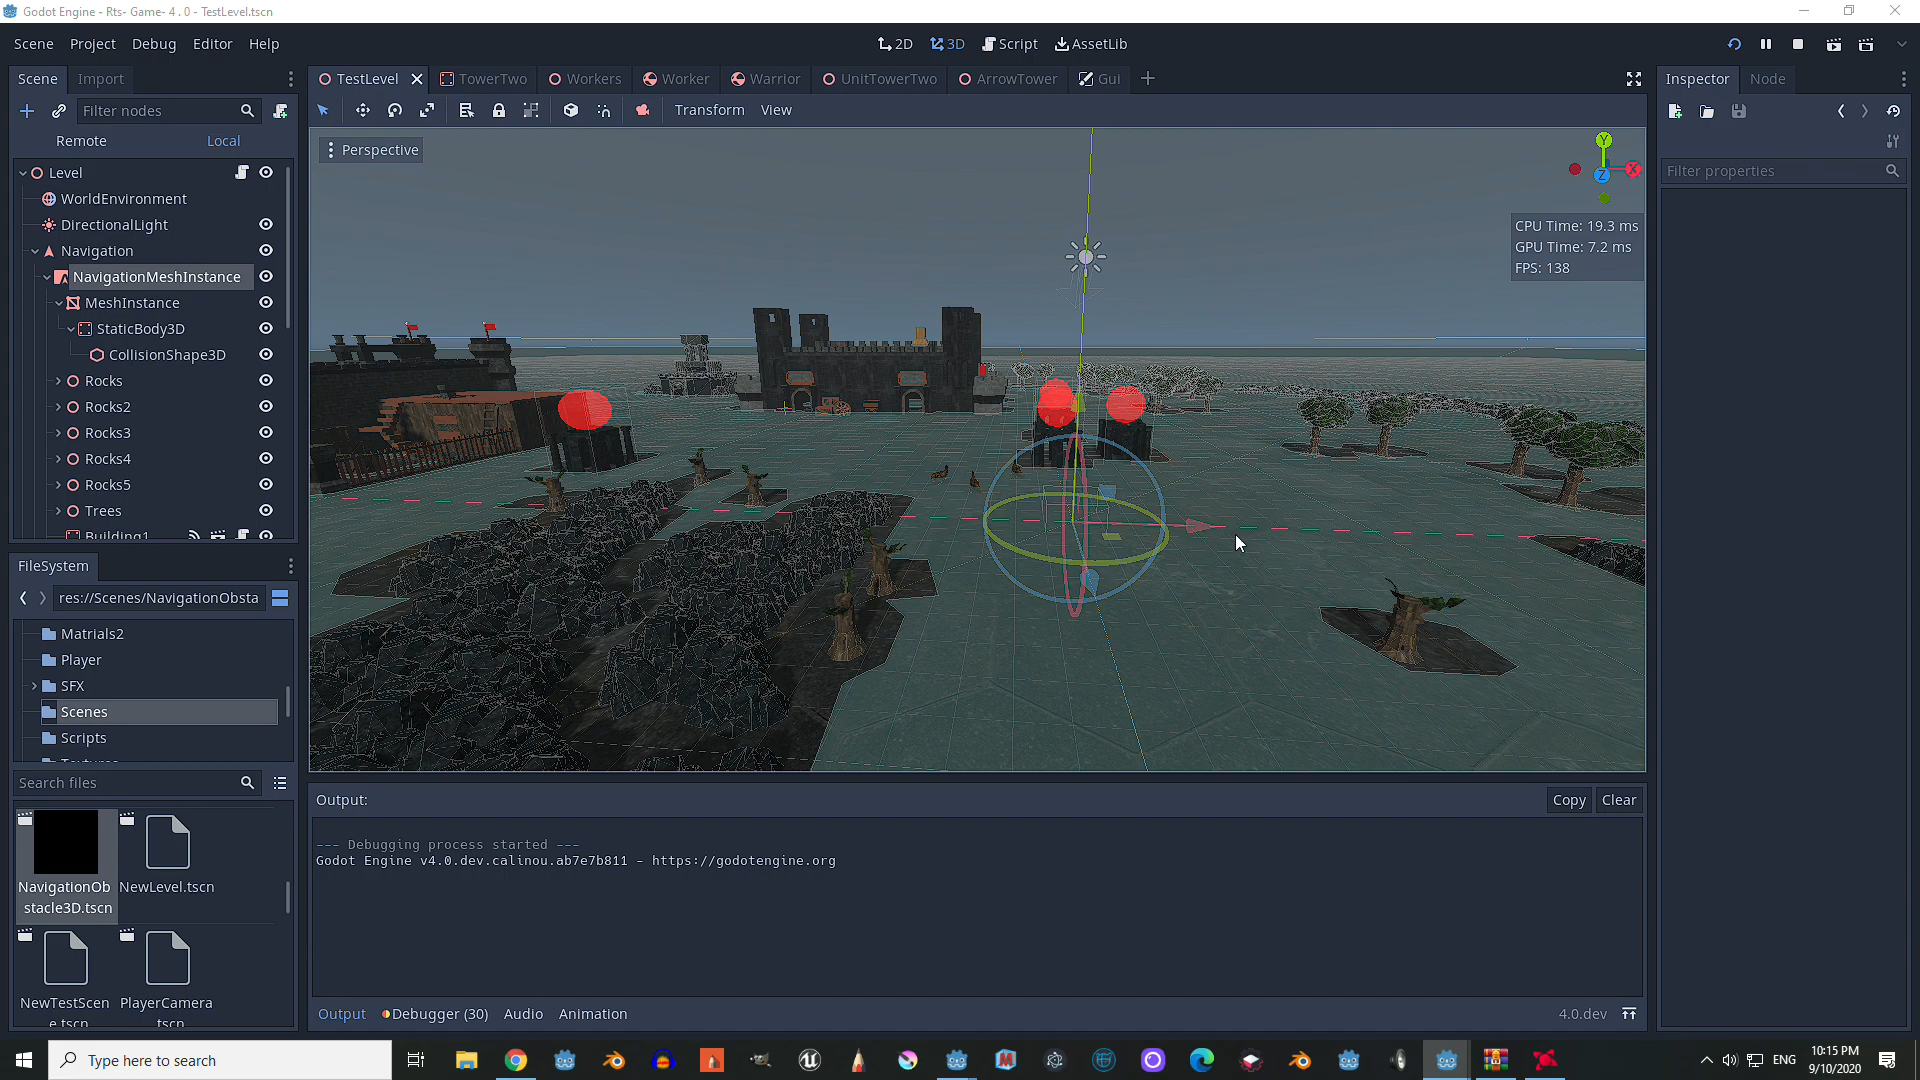 Godot Engine - Rts- Game- 4 . 0 - TestLevel.tscn
Scene Project Debug Editor Help
2D 3D Script AssetLib
Scene Import
Filter nodes
Remote Local
Level
WorldEnvironment
DirectionalLight
Navigation
NavigationMeshInstance
MeshInstance
StaticBody3D
CollisionShape3D
Rocks
Rocks2
Rocks3
Rocks4
Rocks5
Trees
Building1
FileSystem
res://Scenes/NavigationObsta
Matrials2
Player
SFX
Scenes
Scripts
Textures
Search files
NavigationOb
stacle3D.tscn
NewLevel.tscn
NewTestScen
e.tscn
PlayerCamera
.tscn
TestLevel TowerTwo Workers Worker Warrior UnitTowerTwo ArrowTower Gui
Transform View
Perspective
Y
X
Z
CPU Time: 19.3 ms
GPU Time: 7.2 ms
FPS: 138
Output:
Copy Clear
--- Debugging process started ---
Godot Engine v4.0.dev.calinou.ab7e7b811 - https://godotengine.org
Output Debugger (30) Audio Animation
4.0.dev
Inspector Node
Filter properties
Type here to search
ENG
10:15 PM
9/10/2020